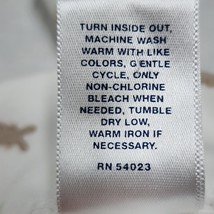 TURN INSIDE OUT,
MACHINE WASH
WARM WITH LIKE
COLORS, GENTLE
CYCLE, ONLY
NON-CHLORINE
BLEACH WHEN
NEEDED, TUMBLE
DRY LOW,
WARM IRON IF
NECESSARY.
RN 54023